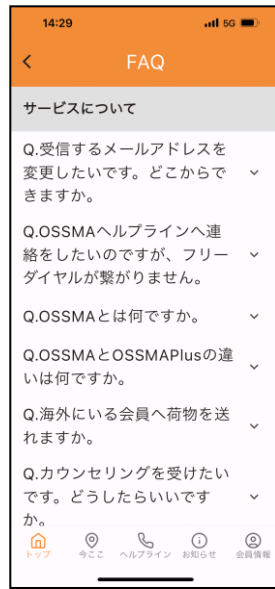 14:29
5G
FAQ
サービスについて
Q.受信するメールアドレスを
変更したいです。どこからで
きますか。
Q.OSSMAヘルプラインへ連
絡をしたいのですが、フリー
ダイヤルが繋がりません。
Q.OSSMAとは何ですか。
Q.OSSMAとOSSMAPlusの違
いは何ですか。
Q.海外にいる会員へ荷物を送
れますか。
Q.カウンセリングを受けたい
です。どうしたらいいです
か。
トップ 今ここ ヘルプライン お知らせ 会員情報